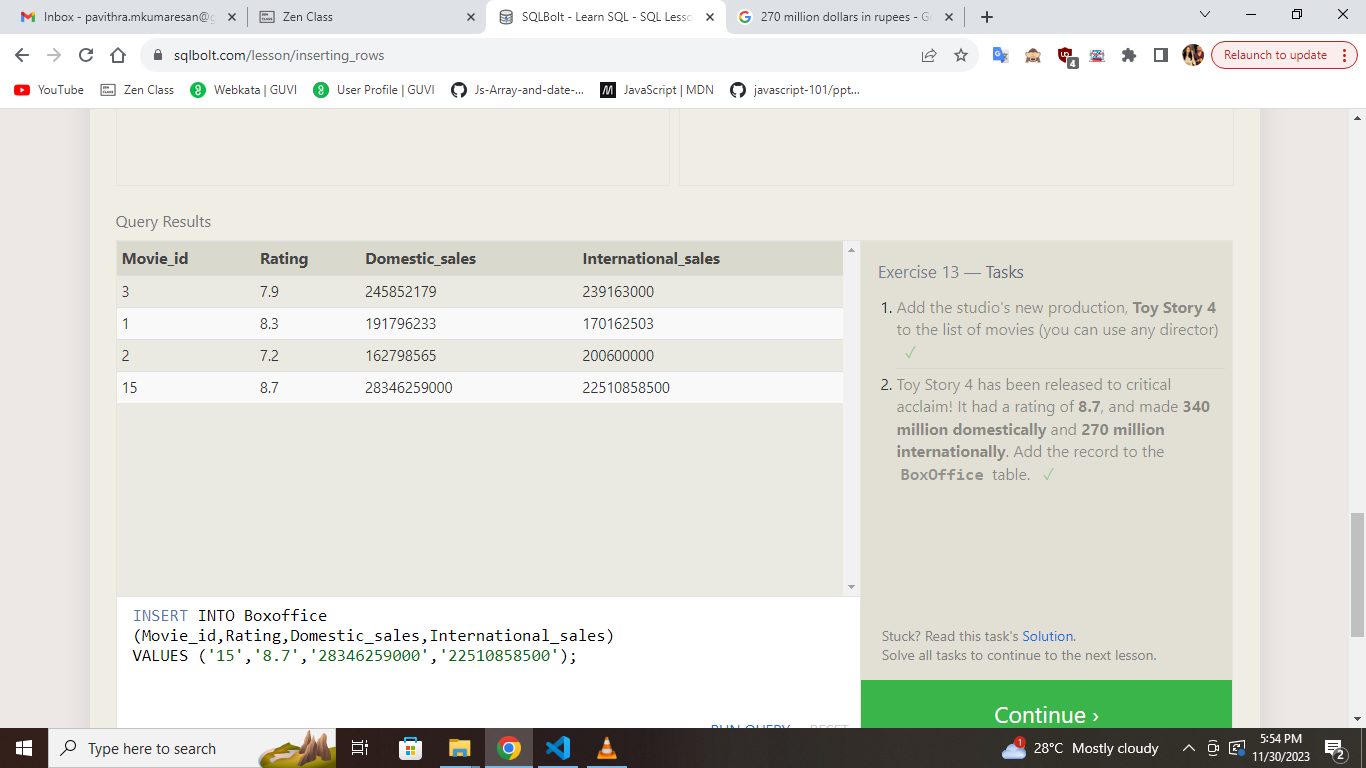 Inbox - pavithra.mkumaresan@g
Zen Class
SQLBolt - Learn SQL - SQL Lesso
270 million dollars in rupees - G
sqlbolt.com/lesson/inserting_rows
4
Relaunch to update
YouTube
Zen Class
Webkata | GUVI
User Profile | GUVI
Js-Array-and-date-...
JavaScript | MDN
javascript-101/ppt...
Query Results
Movie_id Rating Domestic_sales International_sales
3 7.9 245852179 239163000
1 8.3 191796233 170162503
2 7.2 162798565 200600000
15 8.7 28346259000 22510858500
INSERT INTO Boxoffice
(Movie_id,Rating,Domestic_sales,International_sales)
VALUES ('15','8.7','28346259000','22510858500');
RUN QUERY RESET
Exercise 13 — Tasks
1. Add the studio's new production, Toy Story 4
to the list of movies (you can use any director)
✓
2. Toy Story 4 has been released to critical
acclaim! It had a rating of 8.7, and made 340
million domestically and 270 million
internationally. Add the record to the
BoxOffice table. ✓
Stuck? Read this task's Solution.
Solve all tasks to continue to the next lesson.
Continue ›
Type here to search
1
28°C Mostly cloudy
5:54 PM
11/30/2023
2